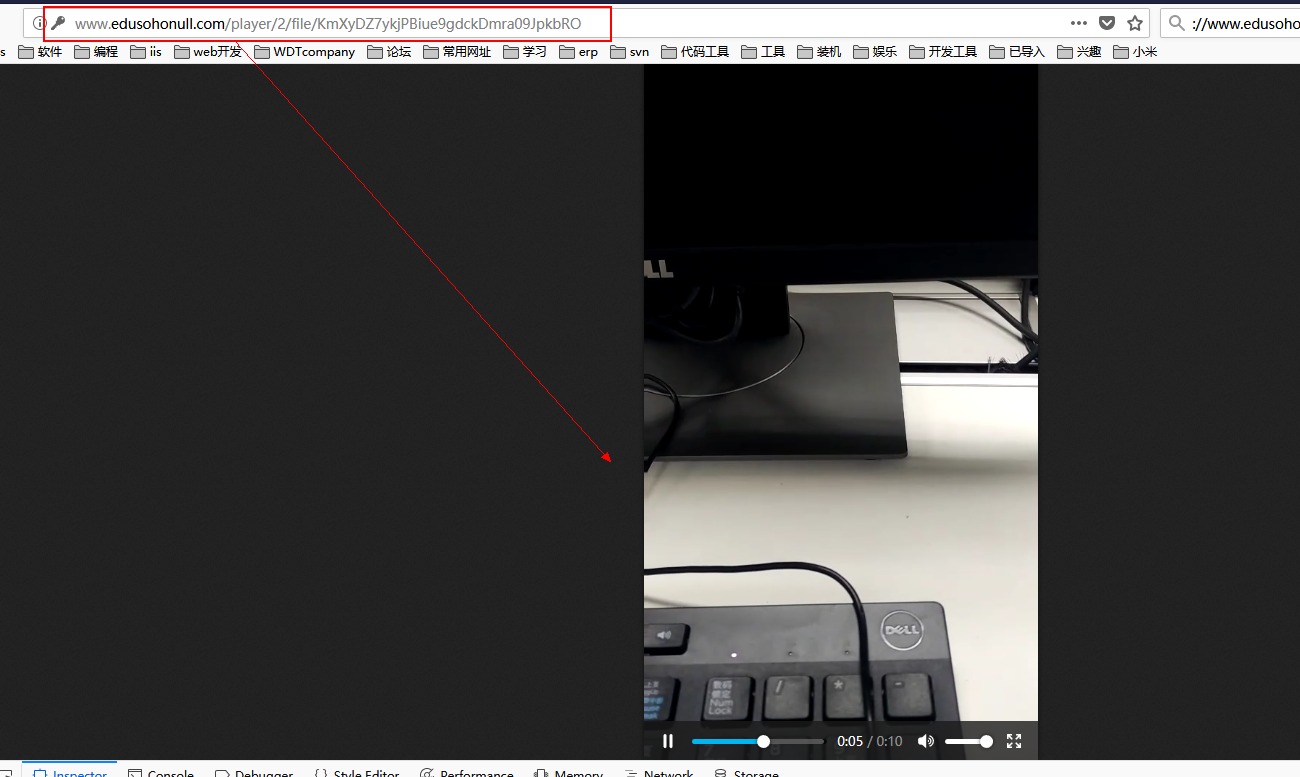 www.edusohonull.com/player/2/file/KmXyDZ7ykjPBiue9gdckDmra09JpkbRO
://www.edusoho
s 软件 编程 iis web开发 WDTcompany 论坛 常用网址 学习 erp svn 代码工具 工具 装机 娱乐 开发工具 已导入 兴趣 小米
LL
DELL
数码
锁定
Num
Lock
/
*
-
0:05 / 0:10
Inspector Console Debugger {} Style Editor Performance Memory Network Storage